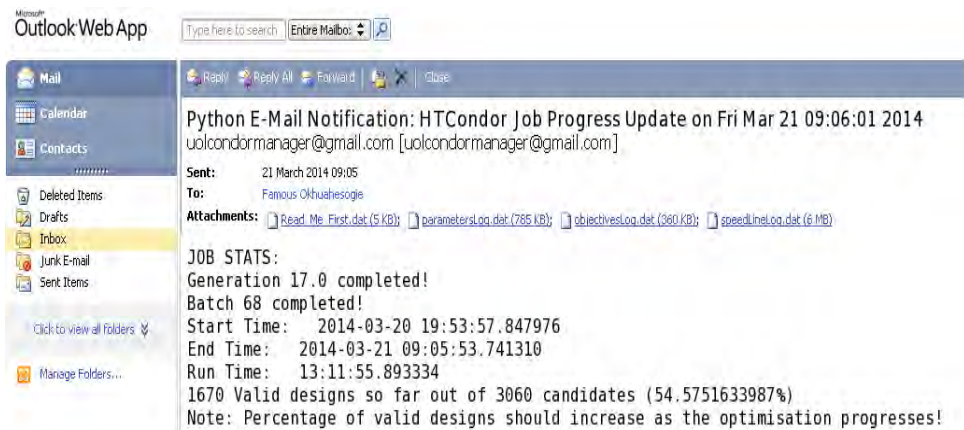 Microsoft®
Outlook Web App
Type here to search Entire Mailbo:
Mail
Calendar
Contacts
Deleted Items
Drafts
Inbox
Junk E-mail
Sent Items
Click to view all folders
Manage Folders...
Reply Reply All Forward Close
Python E-Mail Notification: HTCondor Job Progress Update on Fri Mar 21 09:06:01 2014
uolcondormanager@gmail.com [uolcondormanager@gmail.com]
Sent: 21 March 2014 09:05
To: Famous Okhuahesogie
Attachments: Read_Me_First.dat (5 KB); parametersLog.dat (785 KB); objectivesLog.dat (360 KB); speedLineLog.dat (6 MB)
JOB STATS:
Generation 17.0 completed!
Batch 68 completed!
Start Time: 2014-03-20 19:53:57.847976
End Time: 2014-03-21 09:05:53.741310
Run Time: 13:11:55.893334
1670 Valid designs so far out of 3060 candidates (54.5751633987%)
Note: Percentage of valid designs should increase as the optimisation progresses!